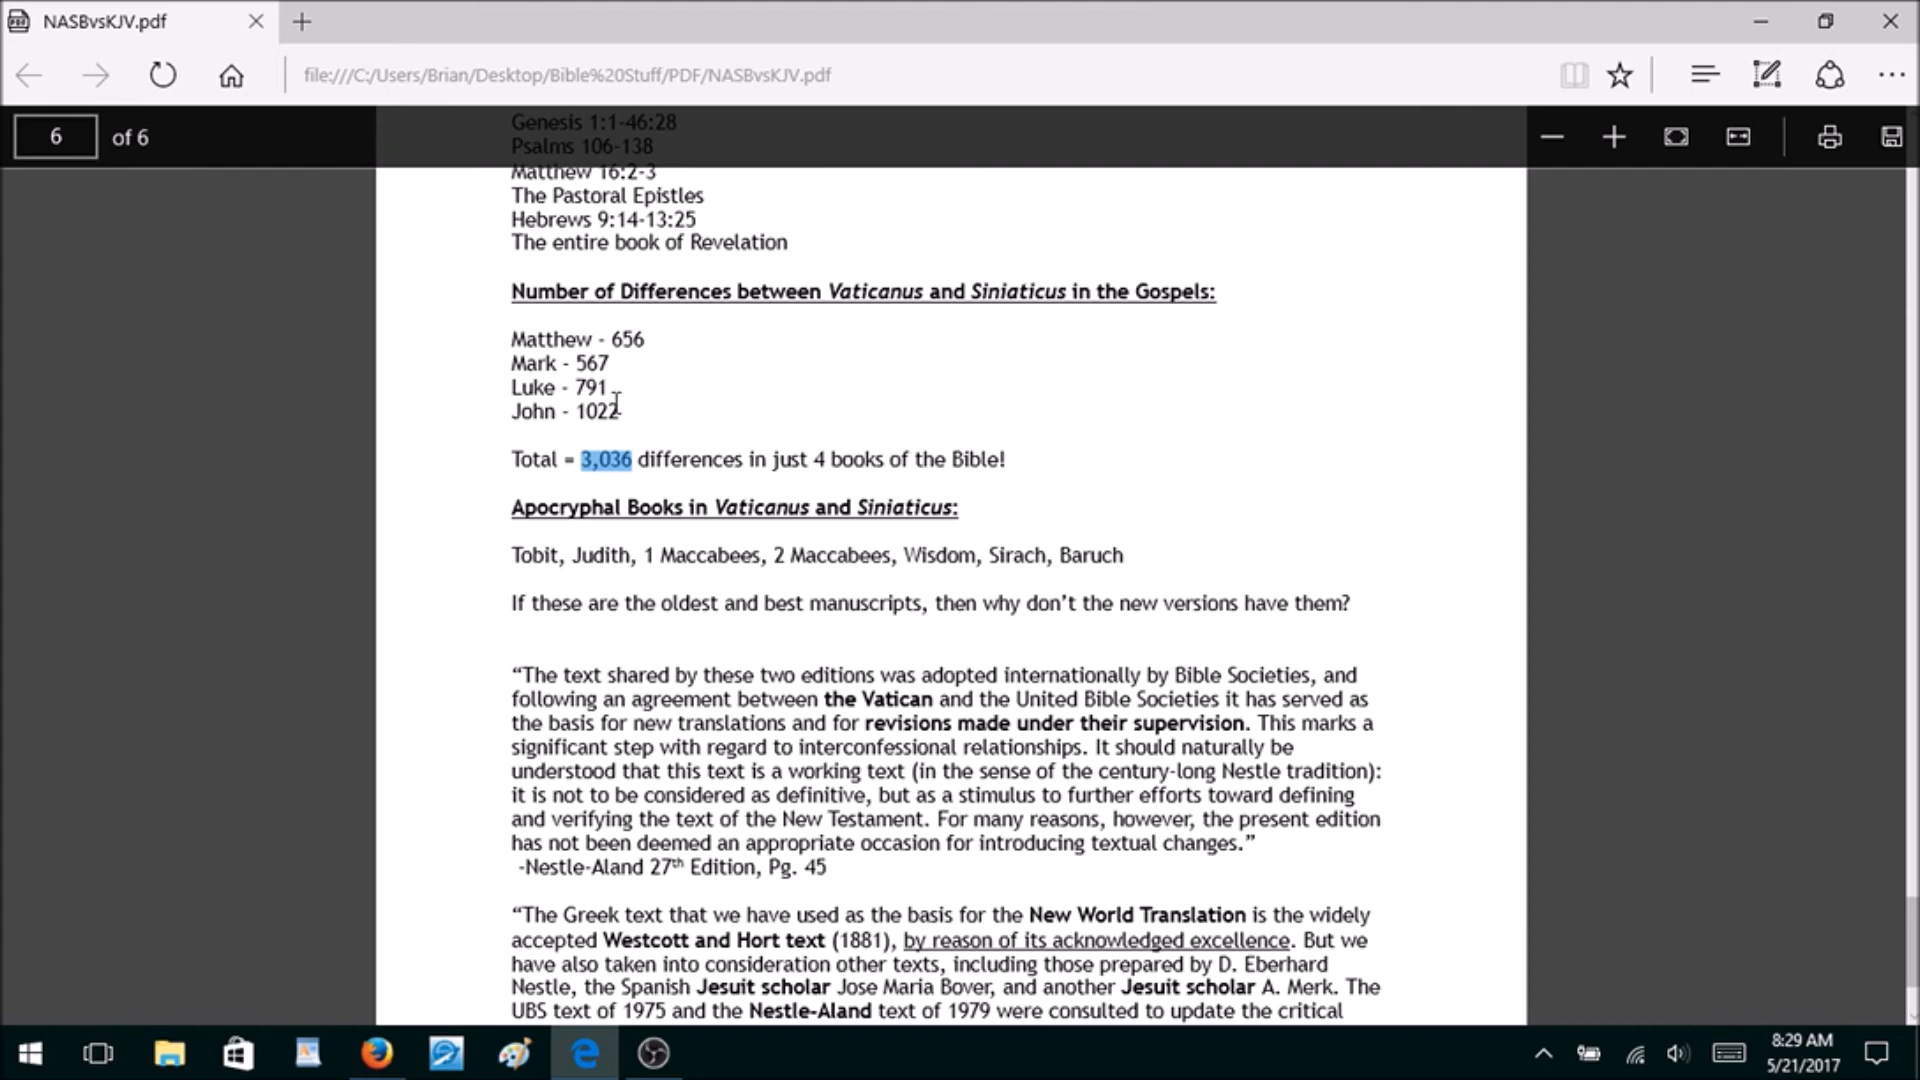 NASBvsKJV.pdf
file:///C:/Users/Brian/Desktop/Bible%20Stuff/PDF/NASBvsKJV.pdf
6 of 6
Genesis 1:1-46:28
Psalms 106-138
Matthew 16:2-3
The Pastoral Epistles
Hebrews 9:14-13:25
The entire book of Revelation
Number of Differences between Vaticanus and Siniaticus in the Gospels:
Matthew - 656
Mark - 567
Luke - 791
John - 1022
Total = 3,036 differences in just 4 books of the Bible!
Apocryphal Books in Vaticanus and Siniaticus:
Tobit, Judith, 1 Maccabees, 2 Maccabees, Wisdom, Sirach, Baruch
If these are the oldest and best manuscripts, then why don’t the new versions have them?
“The text shared by these two editions was adopted internationally by Bible Societies, and
following an agreement between the Vatican and the United Bible Societies it has served as
the basis for new translations and for revisions made under their supervision. This marks a
significant step with regard to interconfessional relationships. It should naturally be
understood that this text is a working text (in the sense of the century-long Nestle tradition):
it is not to be considered as definitive, but as a stimulus to further efforts toward defining
and verifying the text of the New Testament. For many reasons, however, the present edition
has not been deemed an appropriate occasion for introducing textual changes.”
-Nestle-Aland 27th Edition, Pg. 45
“The Greek text that we have used as the basis for the New World Translation is the widely
accepted Westcott and Hort text (1881), by reason of its acknowledged excellence. But we
have also taken into consideration other texts, including those prepared by D. Eberhard
Nestle, the Spanish Jesuit scholar Jose Maria Bover, and another Jesuit scholar A. Merk. The
UBS text of 1975 and the Nestle-Aland text of 1979 were consulted to update the critical
8:29 AM
5/21/2017